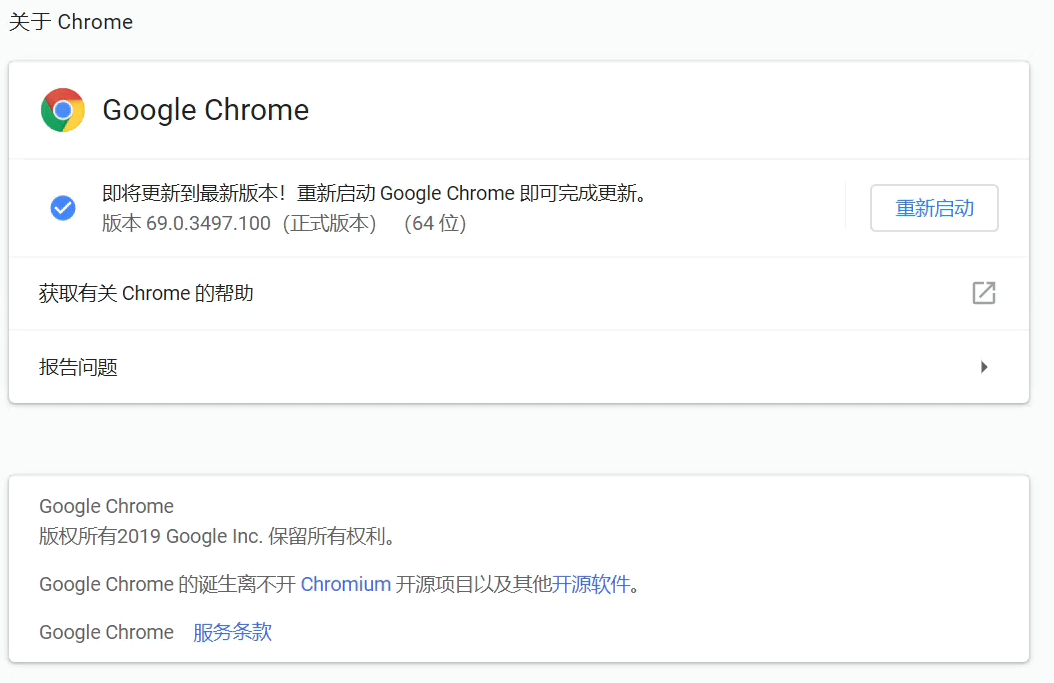 关于 Chrome
Google Chrome
即将更新到最新版本！重新启动 Google Chrome 即可完成更新。
版本 69.0.3497.100（正式版本） （64 位）
重新启动
获取有关 Chrome 的帮助
报告问题
Google Chrome
版权所有2019 Google Inc. 保留所有权利。
Google Chrome 的诞生离不开 Chromium 开源项目以及其他开源软件。
Google Chrome 服务条款